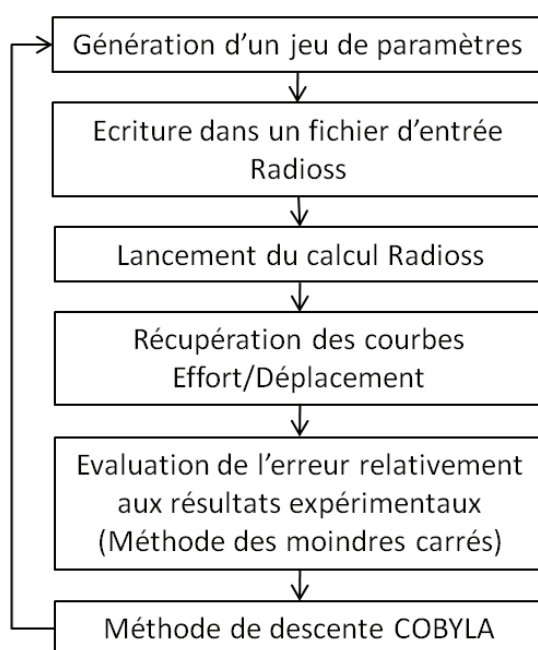 Génération d’un jeu de paramètres
Ecriture dans un fichier d’entrée
Radioss
Lancement du calcul Radioss
Récupération des courbes
Effort/Déplacement
Evaluation de l’erreur relativement
aux résultats expérimentaux
(Méthode des moindres carrés)
Méthode de descente COBYLA